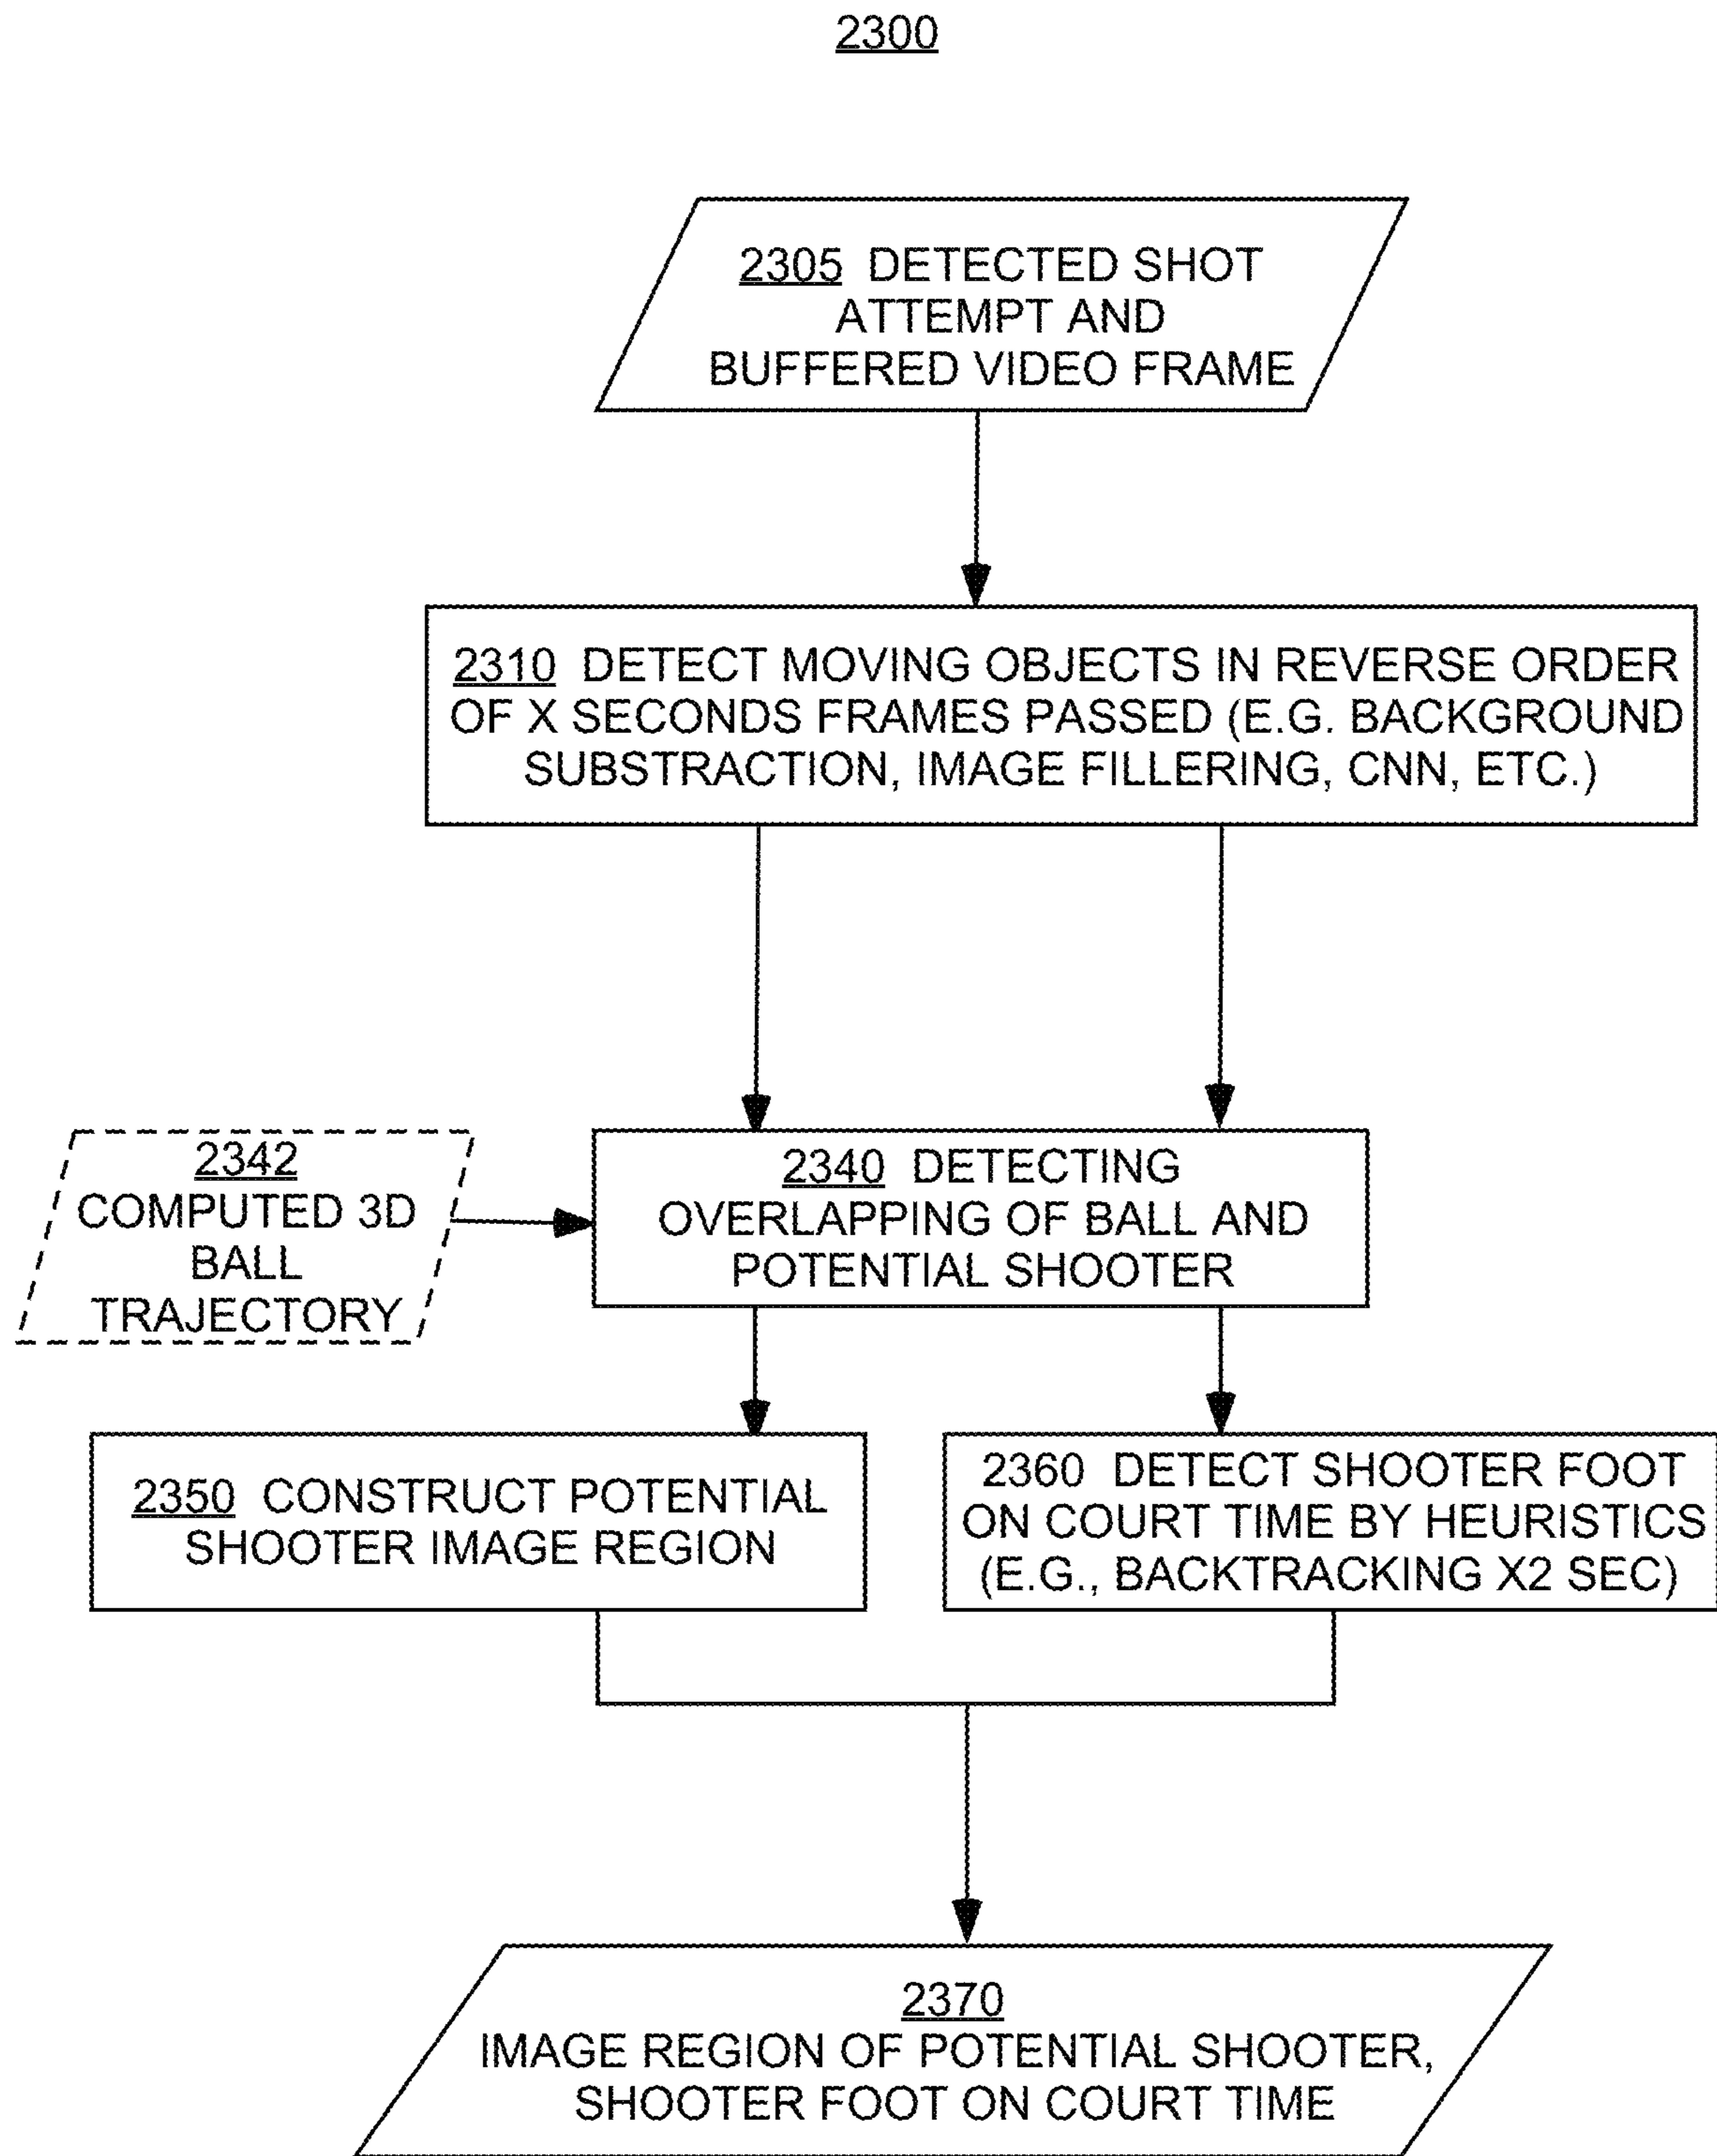 2300
2305 DETECTED SHOT
ATTEMPT AND
BUFFERED VIDEO FRAME
2310 DETECT MOVING OBJECTS IN REVERSE ORDER
OF X SECONDS FRAMES PASSED (E.G. BACKGROUND
SUBSTRACTION, IMAGE FILLERING, CNN, ETC.)
2342
COMPUTED 3D
BALL
TRAJECTORY
2340 DETECTING
OVERLAPPING OF BALL AND
POTENTIAL SHOOTER
2350 CONSTRUCT POTENTIAL
SHOOTER IMAGE REGION
2360 DETECT SHOOTER FOOT
ON COURT TIME BY HEURISTICS
(E.G., BACKTRACKING X2 SEC)
2370
IMAGE REGION OF POTENTIAL SHOOTER,
SHOOTER FOOT ON COURT TIME